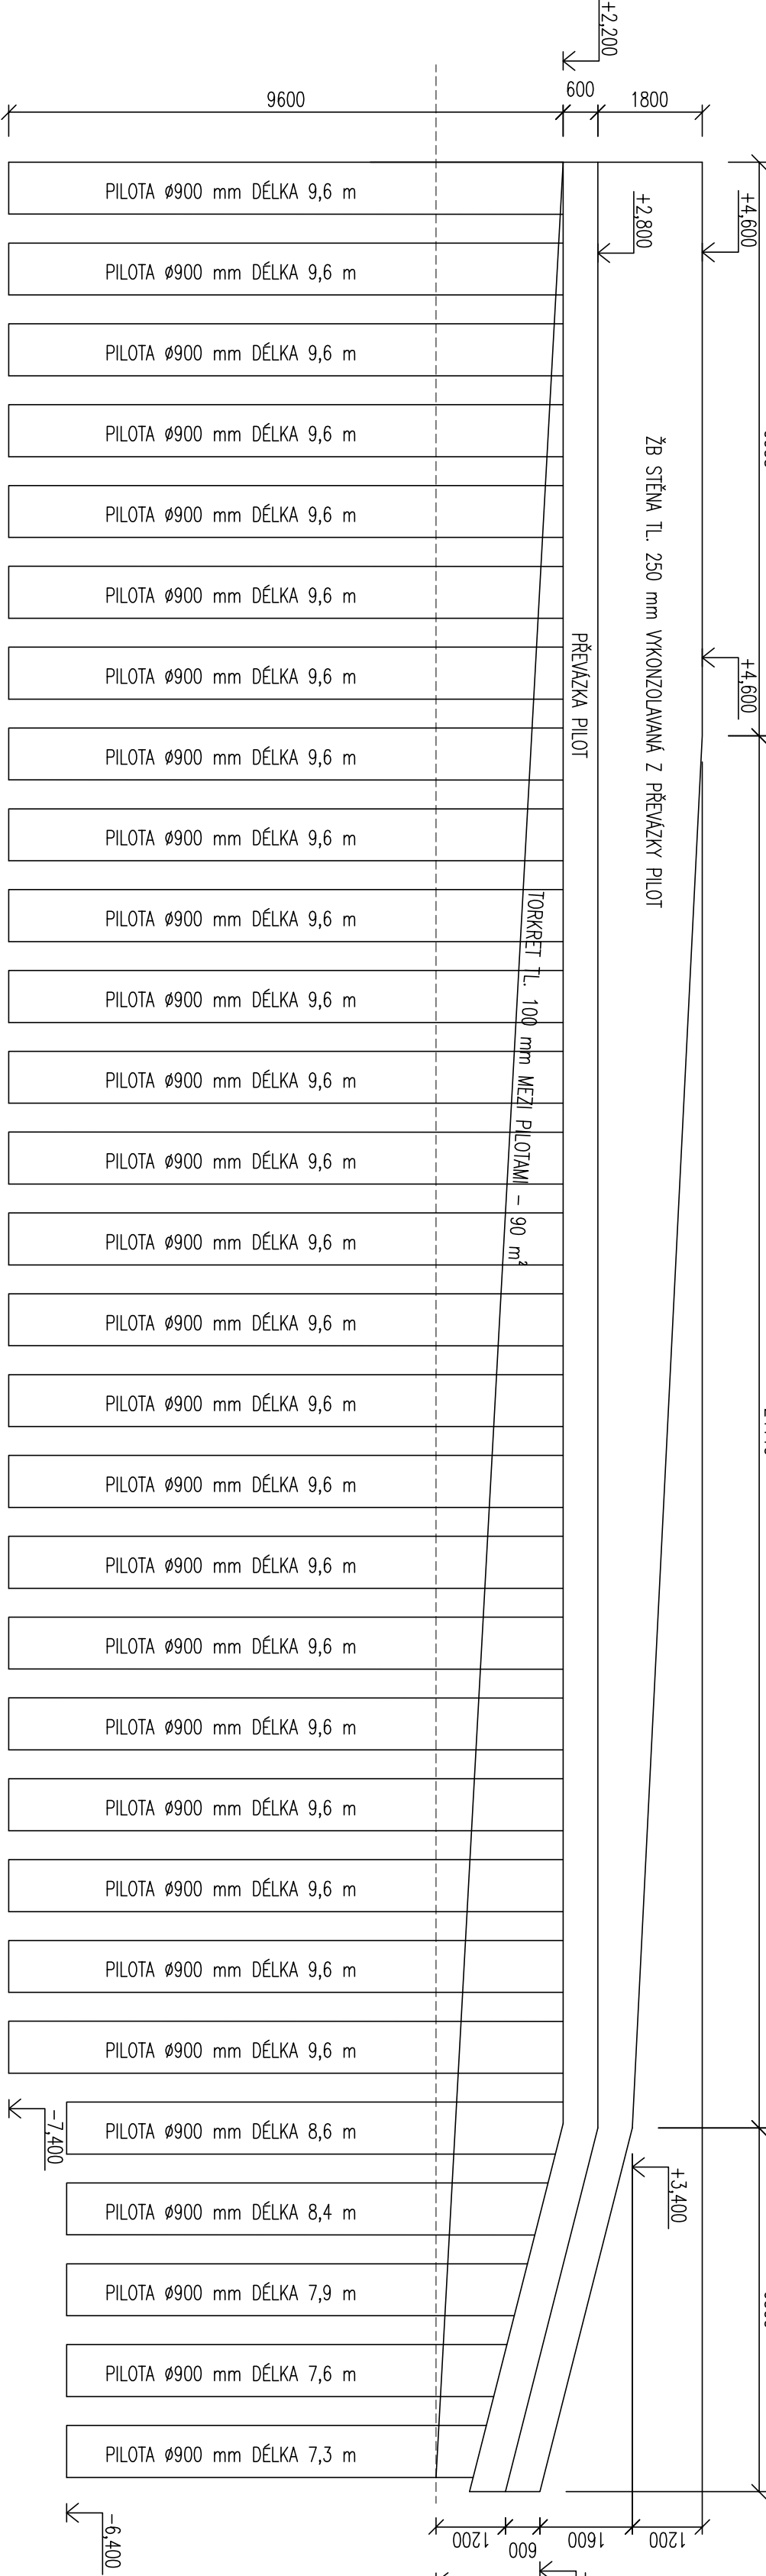 +2,200
9600
600
1800
PILOTA ø900 mm DÉLKA 9,6 m
+2,800
+4,600
PILOTA ø900 mm DÉLKA 9,6 m
PILOTA ø900 mm DÉLKA 9,6 m
PILOTA ø900 mm DÉLKA 9,6 m
PILOTA ø900 mm DÉLKA 9,6 m
PILOTA ø900 mm DÉLKA 9,6 m
ŽB STĚNA TL. 250 mm VYKONZOLAVANÁ Z PŘEVÁZKY PILOT
PŘEVÁZKA PILOT
+4,600
PILOTA ø900 mm DÉLKA 9,6 m
PILOTA ø900 mm DÉLKA 9,6 m
PILOTA ø900 mm DÉLKA 9,6 m
PILOTA ø900 mm DÉLKA 9,6 m
TORKRET TL. 100 mm MEZI PILOTAMI – 90 m²
PILOTA ø900 mm DÉLKA 9,6 m
PILOTA ø900 mm DÉLKA 9,6 m
PILOTA ø900 mm DÉLKA 9,6 m
PILOTA ø900 mm DÉLKA 9,6 m
PILOTA ø900 mm DÉLKA 9,6 m
PILOTA ø900 mm DÉLKA 9,6 m
PILOTA ø900 mm DÉLKA 9,6 m
PILOTA ø900 mm DÉLKA 9,6 m
PILOTA ø900 mm DÉLKA 9,6 m
PILOTA ø900 mm DÉLKA 9,6 m
PILOTA ø900 mm DÉLKA 9,6 m
PILOTA ø900 mm DÉLKA 9,6 m
PILOTA ø900 mm DÉLKA 9,6 m
PILOTA ø900 mm DÉLKA 9,6 m
-7,400
PILOTA ø900 mm DÉLKA 8,6 m
+3,400
PILOTA ø900 mm DÉLKA 8,4 m
PILOTA ø900 mm DÉLKA 7,9 m
PILOTA ø900 mm DÉLKA 7,6 m
PILOTA ø900 mm DÉLKA 7,3 m
-6,400
1200
600
1600
1200